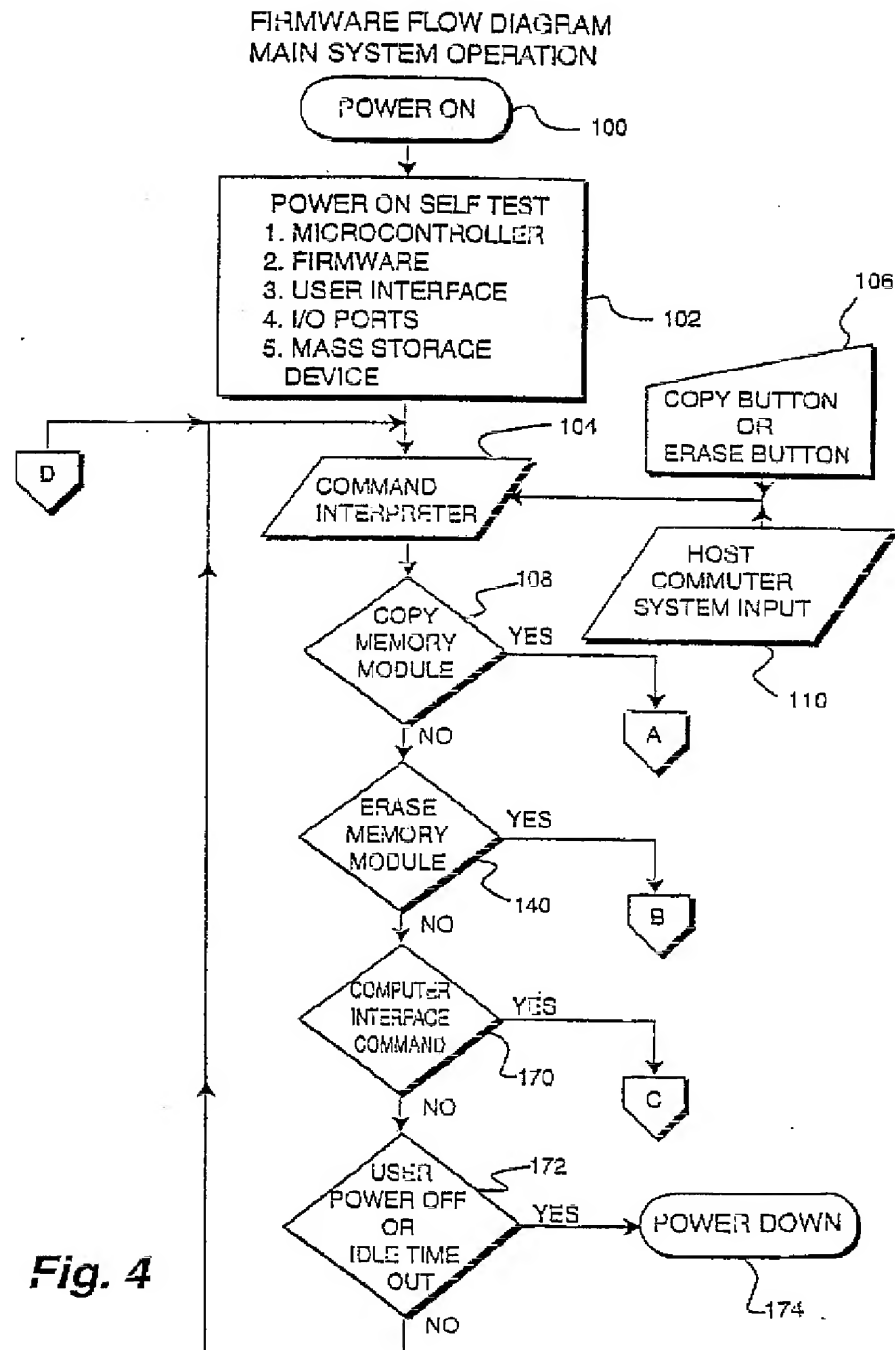 FIRMWARE FLOW DIAGRAM
MAIN SYSTEM OPERATION
POWER ON
100
POWER ON SELF TEST
1. MICROCONTROLLER
2. FIRMWARE
3. USER INTERFACE
4. I/O PORTS
5. MASS STORAGE
DEVICE
102
106
COPY BUTTON
OR
ERASE BUTTON
D
104
COMMAND
INTERPRETER
HOST
COMMUTER
SYSTEM INPUT
110
108
COPY
MEMORY
MODULE
YES
A
NO
ERASE
MEMORY
MODULE
YES
140
B
NO
COMPUTER
INTERFACE
COMMAND
YES
170
C
NO
172
USER
POWER OFF
OR
IDLE TIME
OUT
YES
POWER DOWN
174
NO
Fig. 4